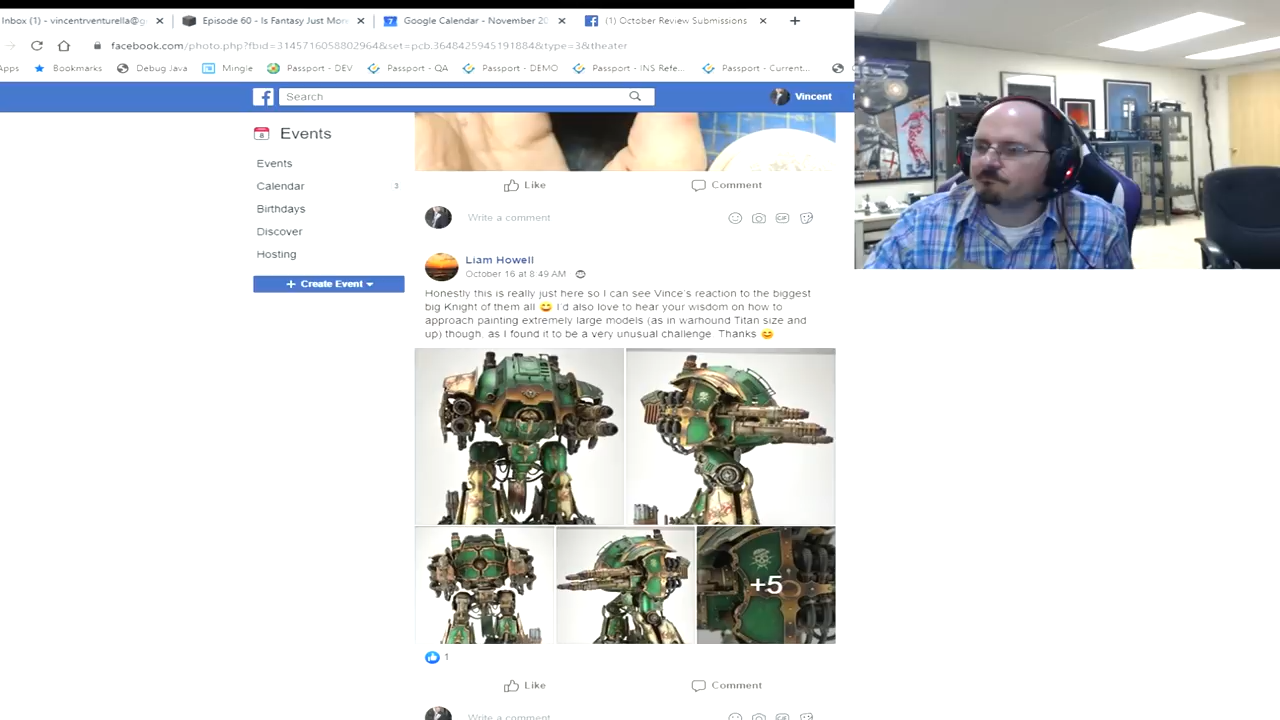 Inbox (1) - vincentrventurella@g
Episode 60 - Is Fantasy Just More
Google Calendar - November 20
(1) October Review Submissions
facebook.com/photo.php?fbid=3145716058802964&set=pcb.3648425945191884&type=3&theater
Apps
Bookmarks
Debug Java
Mingle
Passport - DEV
Passport - QA
Passport - DEMO
Passport - INS Refe...
Passport - Current...
Search
Vincent
Events
Events
Calendar
3
Birthdays
Discover
Hosting
+ Create Event
Like
Comment
Write a comment
GIF
Liam Howell
October 16 at 8:49 AM
Honestly this is really just here so I can see Vince's reaction to the biggest
big Knight of them all 😄 I'd also love to hear your wisdom on how to
approach painting extremely large models (as in warhound Titan size and
up) though, as I found it to be a very unusual challenge. Thanks 😊
+5
1
Like
Comment
Write a comment